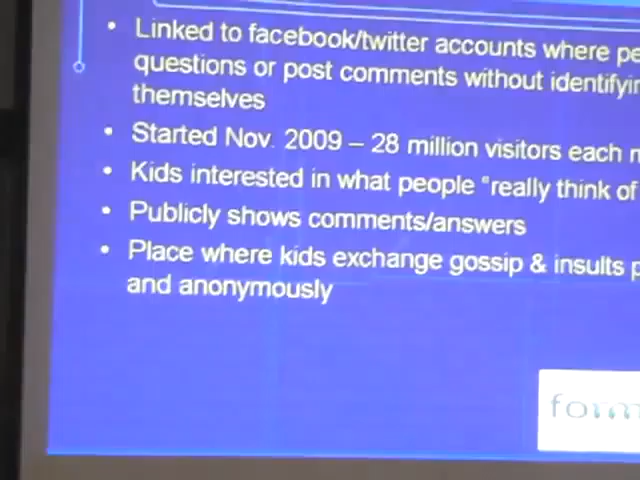 • Linked to facebook/twitter accounts where pe
questions or post comments without identifyin
themselves
• Started Nov. 2009 – 28 million visitors each m
• Kids interested in what people "really think of
• Publicly shows comments/answers
• Place where kids exchange gossip & insults p
and anonymously
form